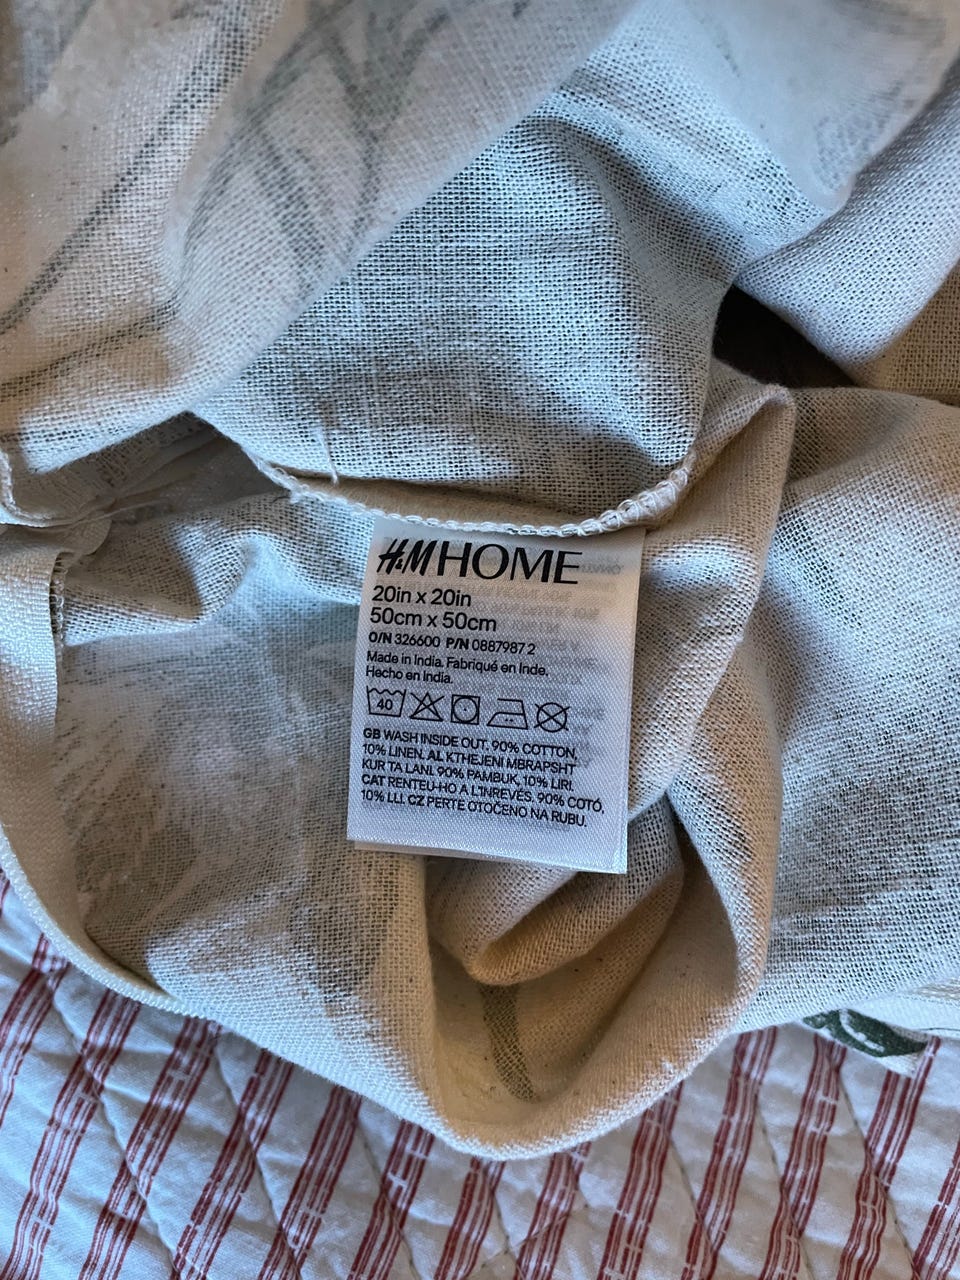 H&M HOME
20in x 20in
50cm x 50cm
O/N 326600 P/N 0887987 2
Made in India. Fabriqué en Inde.
Hecho en India.
40
GB WASH INSIDE OUT. 90% COTTON,
10% LINEN. AL KTHEJENI MBRAPSHT
KUR TA LANI. 90% PAMBUK, 10% LIRI.
CAT RENTEU-HO A L'INREVÉS. 90% COTÓ,
10% LLI. CZ PERTE OTOČENO NA RUBU.